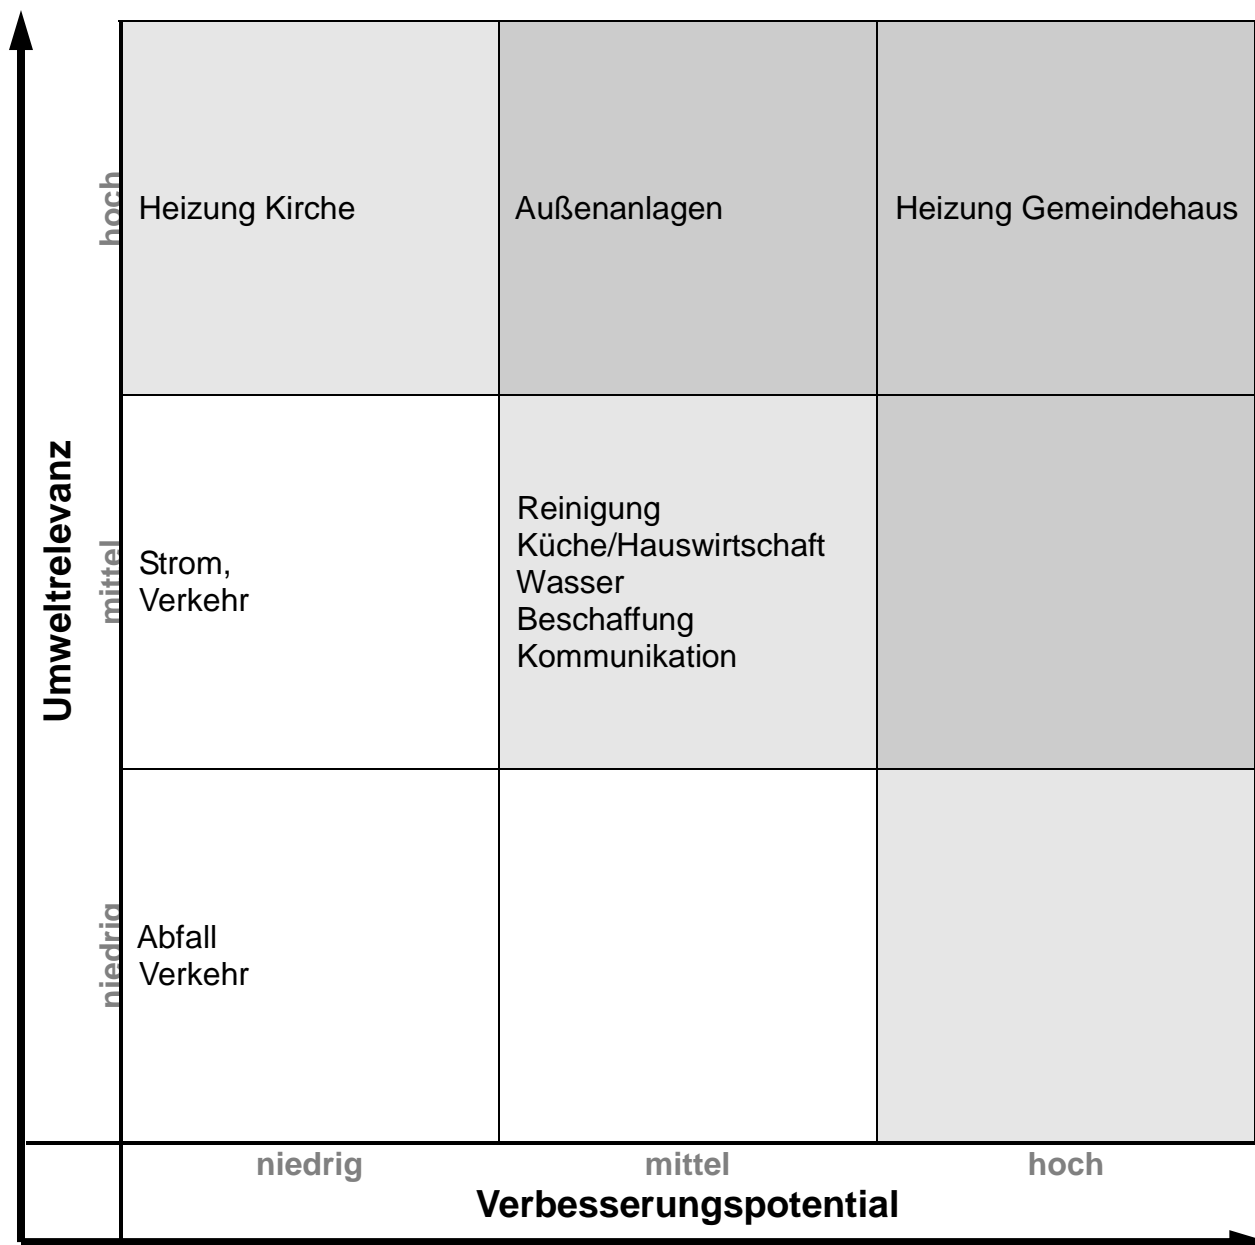 Umweltrelevanz
hoch
Heizung Kirche
Außenanlagen
Heizung Gemeindehaus
mittel
Strom,
Verkehr
Reinigung
Küche/Hauswirtschaft
Wasser
Beschaffung
Kommunikation
niedrig
Abfall
Verkehr
niedrig
mittel
hoch
Verbesserungspotential